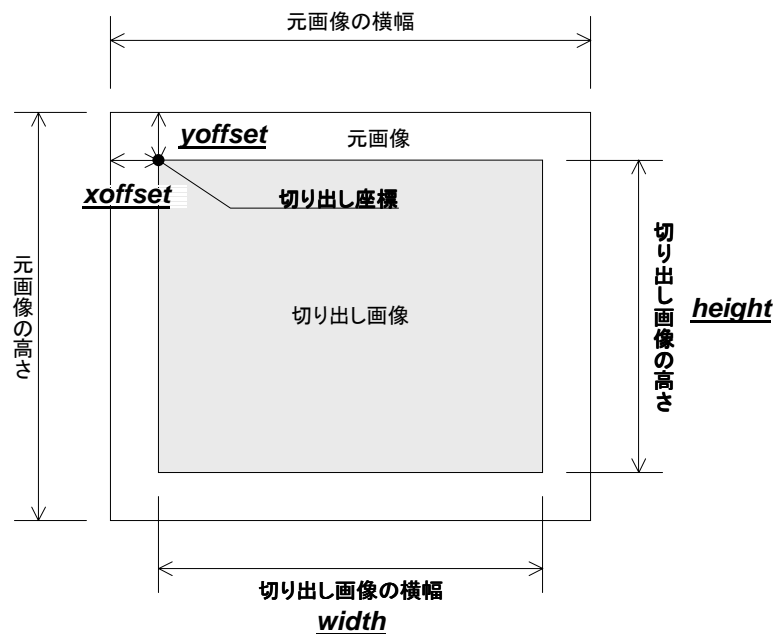 元画像の横幅
yoffset
元画像
xoffset
切り出し座標
元画像の高さ
切り出し画像
切り出し画像の高さ
height
切り出し画像の横幅
width